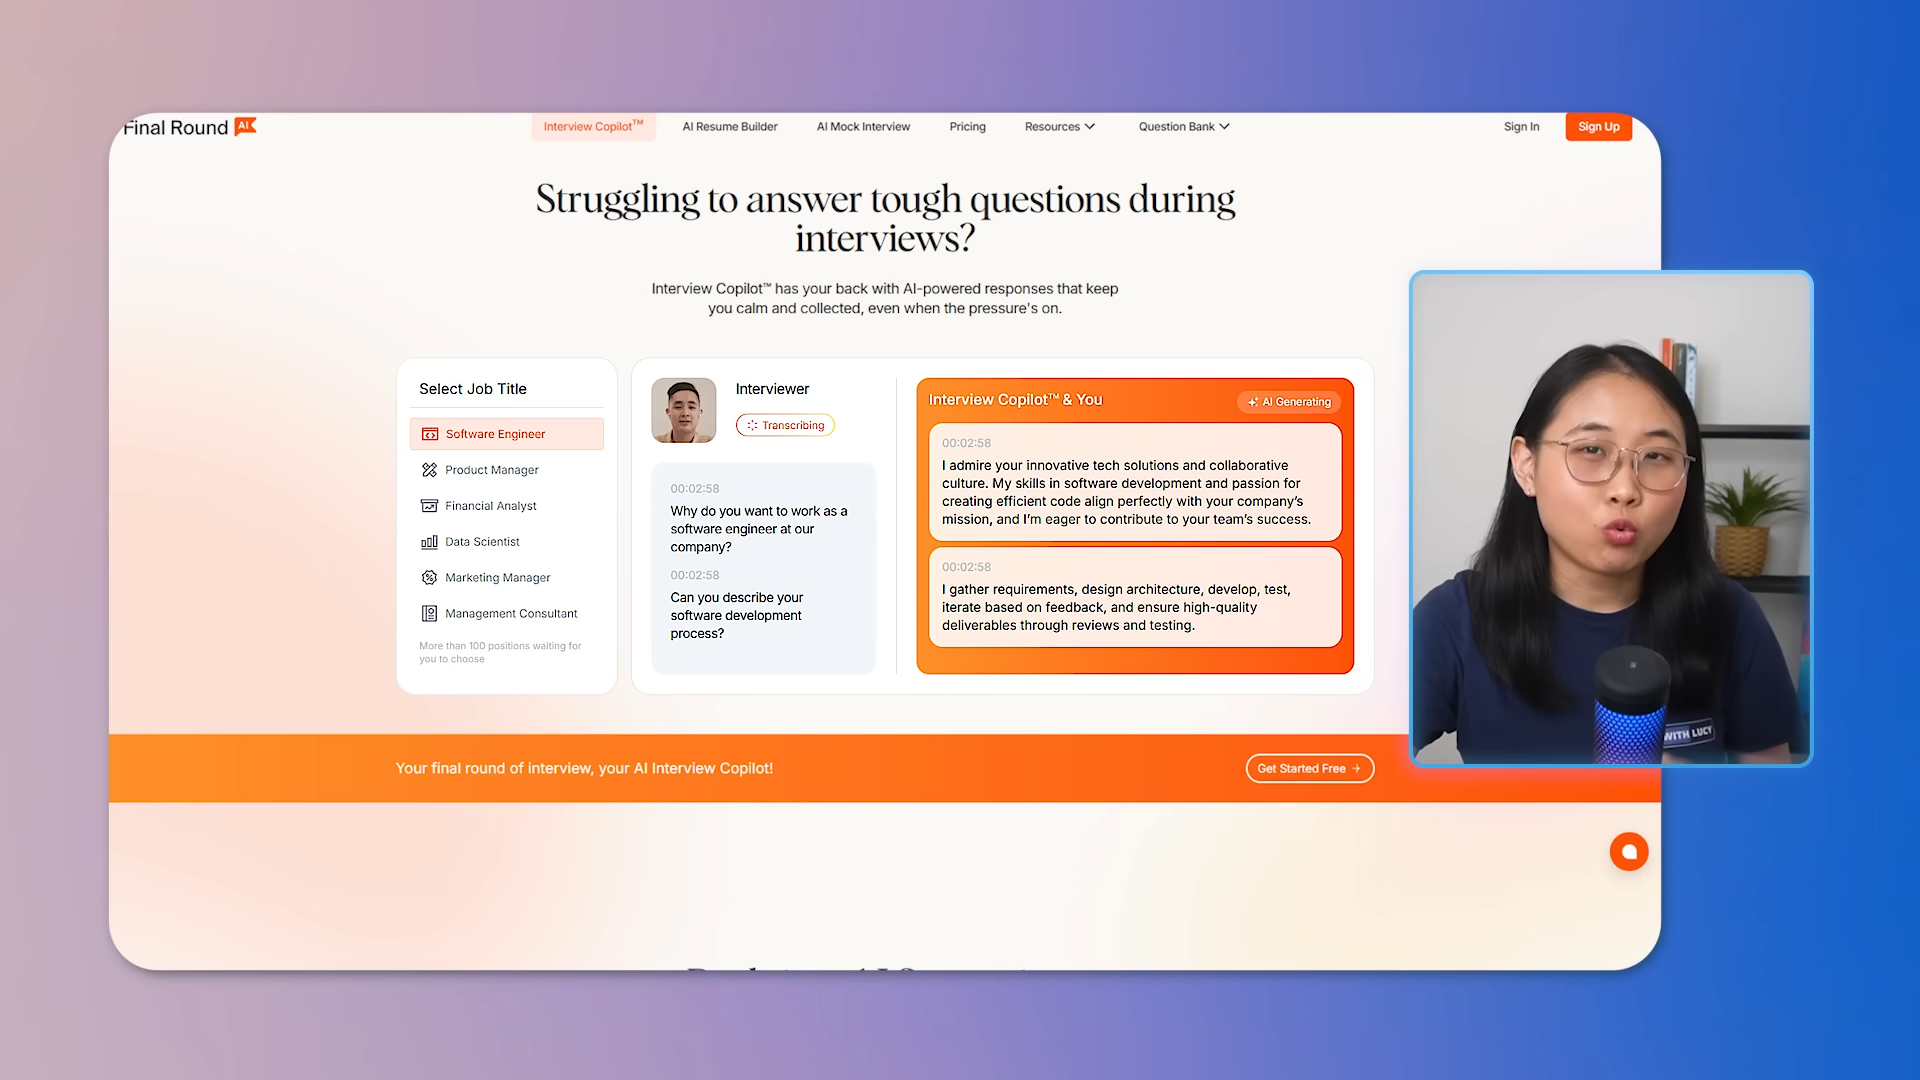 Final Round AI
Interview Copilot™
AI Resume Builder
AI Mock Interview
Pricing
Resources
Question Bank
Sign In
Sign Up
Struggling to answer tough questions during
interviews?
Interview Copilot™ has your back with AI-powered responses that keep
you calm and collected, even when the pressure's on.
Select Job Title
Software Engineer
Product Manager
Financial Analyst
Data Scientist
Marketing Manager
Management Consultant
More than 100 positions waiting for
you to choose
Interviewer
Transcribing
00:02:58
Why do you want to work as a
software engineer at our
company?
00:02:58
Can you describe your
software development
process?
Interview Copilot™ & You
AI Generating
00:02:58
I admire your innovative tech solutions and collaborative
culture. My skills in software development and passion for
creating efficient code align perfectly with your company's
mission, and I'm eager to contribute to your team's success.
00:02:58
I gather requirements, design architecture, develop, test,
iterate based on feedback, and ensure high-quality
deliverables through reviews and testing.
WITH LUCY
Your final round of interview, your AI Interview Copilot!
Get Started Free →